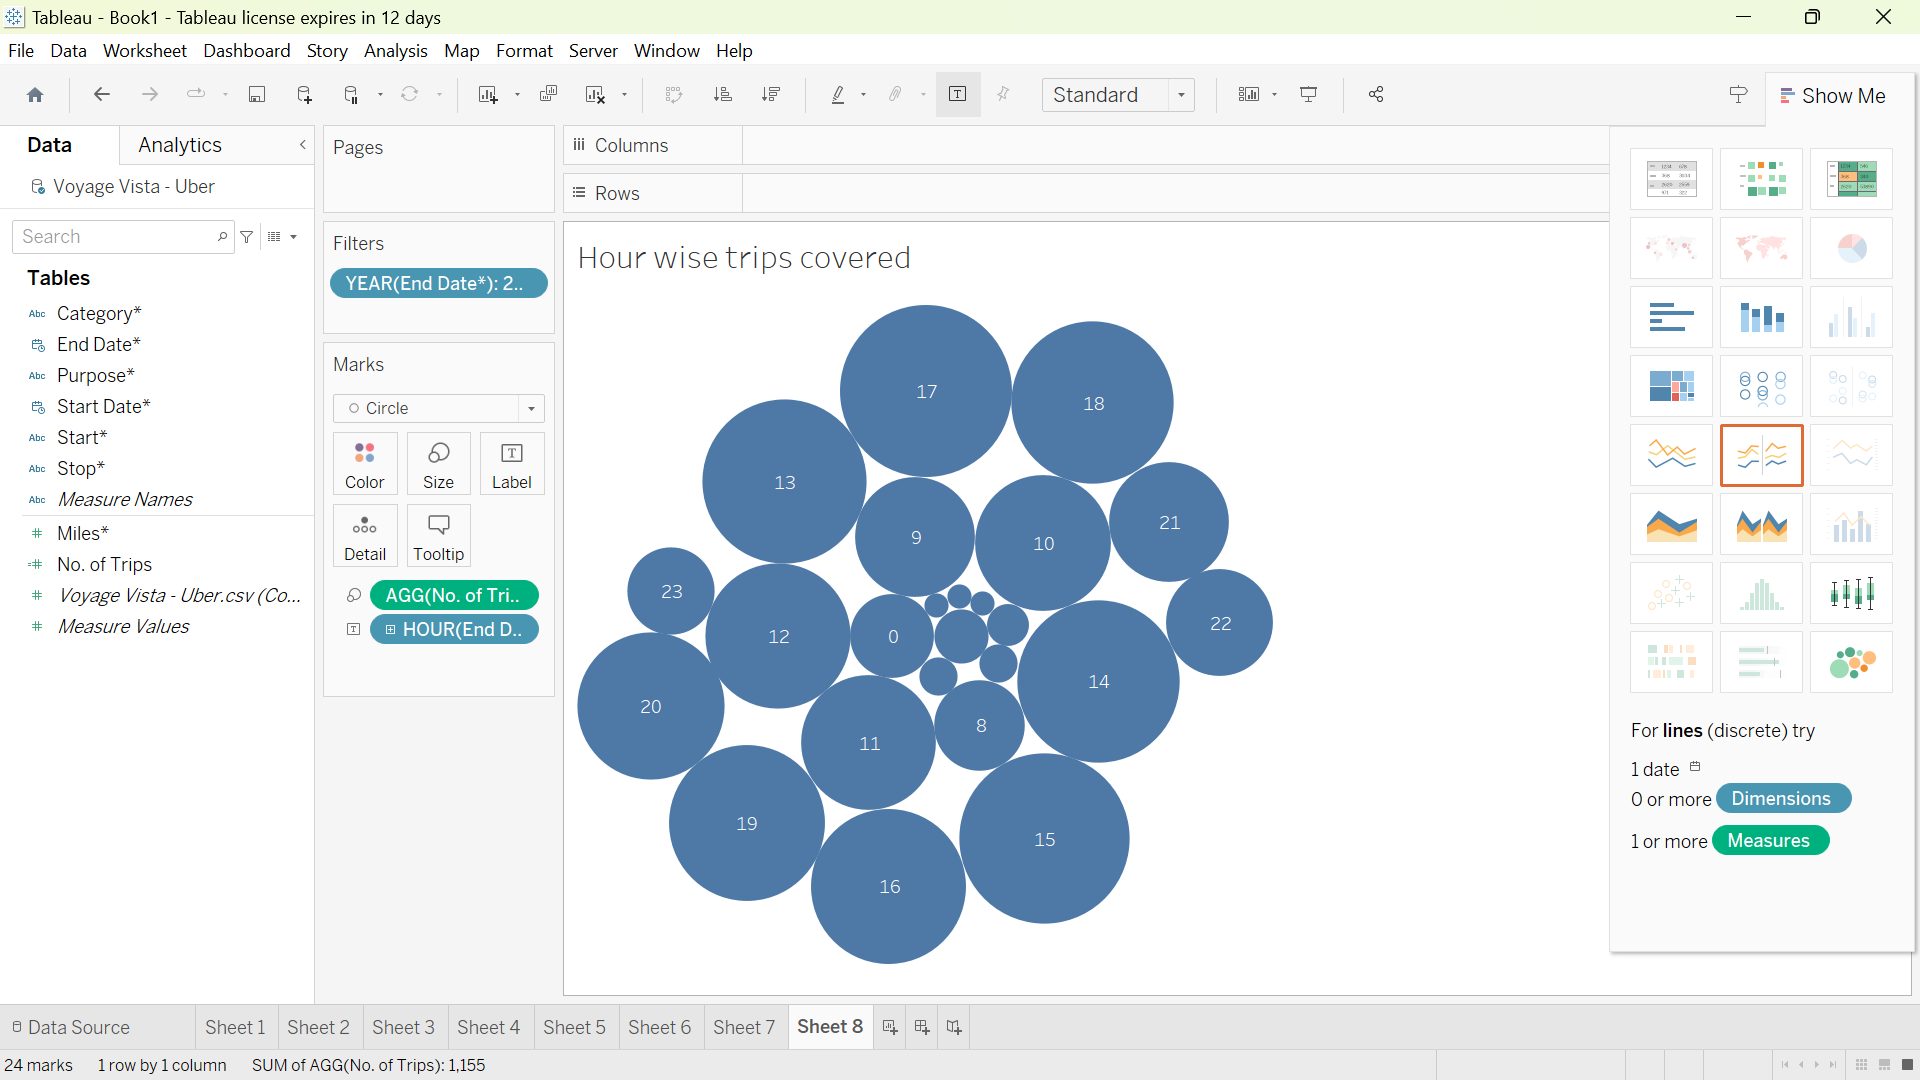 Tableau - Book1 - Tableau license expires in 12 days
File Data Worksheet Dashboard Story Analysis Map Format Server Window Help
Standard
Show Me
Data
Analytics
Voyage Vista - Uber
Search
Tables
Abc Category*
End Date*
Abc Purpose*
Start Date*
Abc Start*
Abc Stop*
Abc Measure Names
Miles*
No. of Trips
Voyage Vista - Uber.csv (Co...
Measure Values
Pages
Filters
YEAR(End Date*): 2..
Marks
Circle
Color
Size
Label
Detail
Tooltip
AGG(No. of Tri..
HOUR(End D..
Columns
Rows
Hour wise trips covered
17
18
13
9
10
21
23
12
0
22
20
11
8
14
19
16
15
For lines (discrete) try
1 date
0 or more Dimensions
1 or more Measures
Data Source
Sheet 1
Sheet 2
Sheet 3
Sheet 4
Sheet 5
Sheet 6
Sheet 7
Sheet 8
24 marks
1 row by 1 column
SUM of AGG(No. of Trips): 1,155